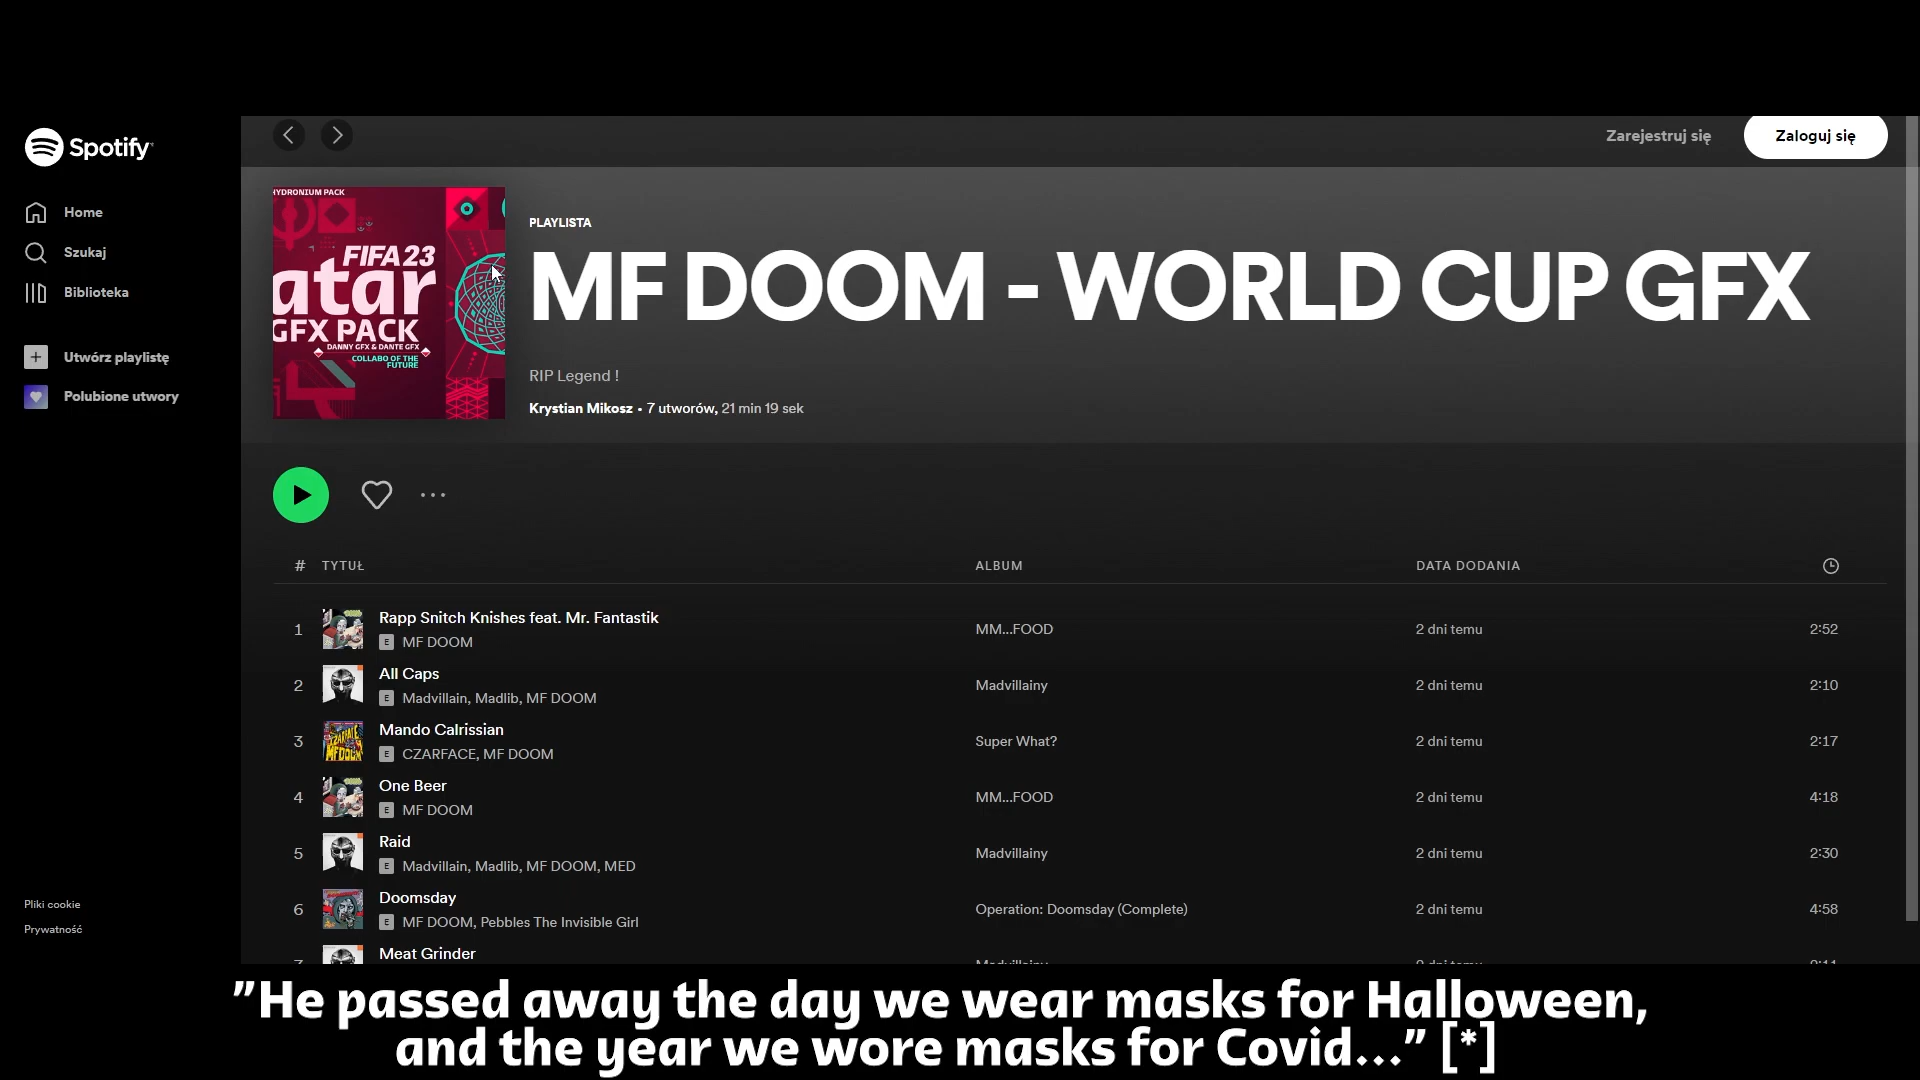 Spotify
Zarejestruj się
Zaloguj się
Home
Szukaj
Biblioteka
Utwórz playlistę
Polubione utwory
Pliki cookie
Prywatność
HYDRONIUM PACK
FIFA 23
atar
GFX PACK
DANNY GFX & DANTE GFX
COLLABO OF THE
FUTURE
PLAYLISTA
MF DOOM - WORLD CUP GFX
RIP Legend !
Krystian Mikosz • 7 utworów, 21 min 19 sek
# TYTUŁ ALBUM DATA DODANIA
1 Rapp Snitch Knishes feat. Mr. Fantastik MM...FOOD 2 dni temu 2:52
E MF DOOM
2 All Caps Madvillainy 2 dni temu 2:10
E Madvillain, Madlib, MF DOOM
3 Mando Calrissian Super What? 2 dni temu 2:17
E CZARFACE, MF DOOM
4 One Beer MM...FOOD 2 dni temu 4:18
E MF DOOM
5 Raid Madvillainy 2 dni temu 2:30
E Madvillain, Madlib, MF DOOM, MED
6 Doomsday Operation: Doomsday (Complete) 2 dni temu 4:58
E MF DOOM, Pebbles The Invisible Girl
Meat Grinder
"He passed away the day we wear masks for Halloween,
and the year we wore masks for Covid..." [*]